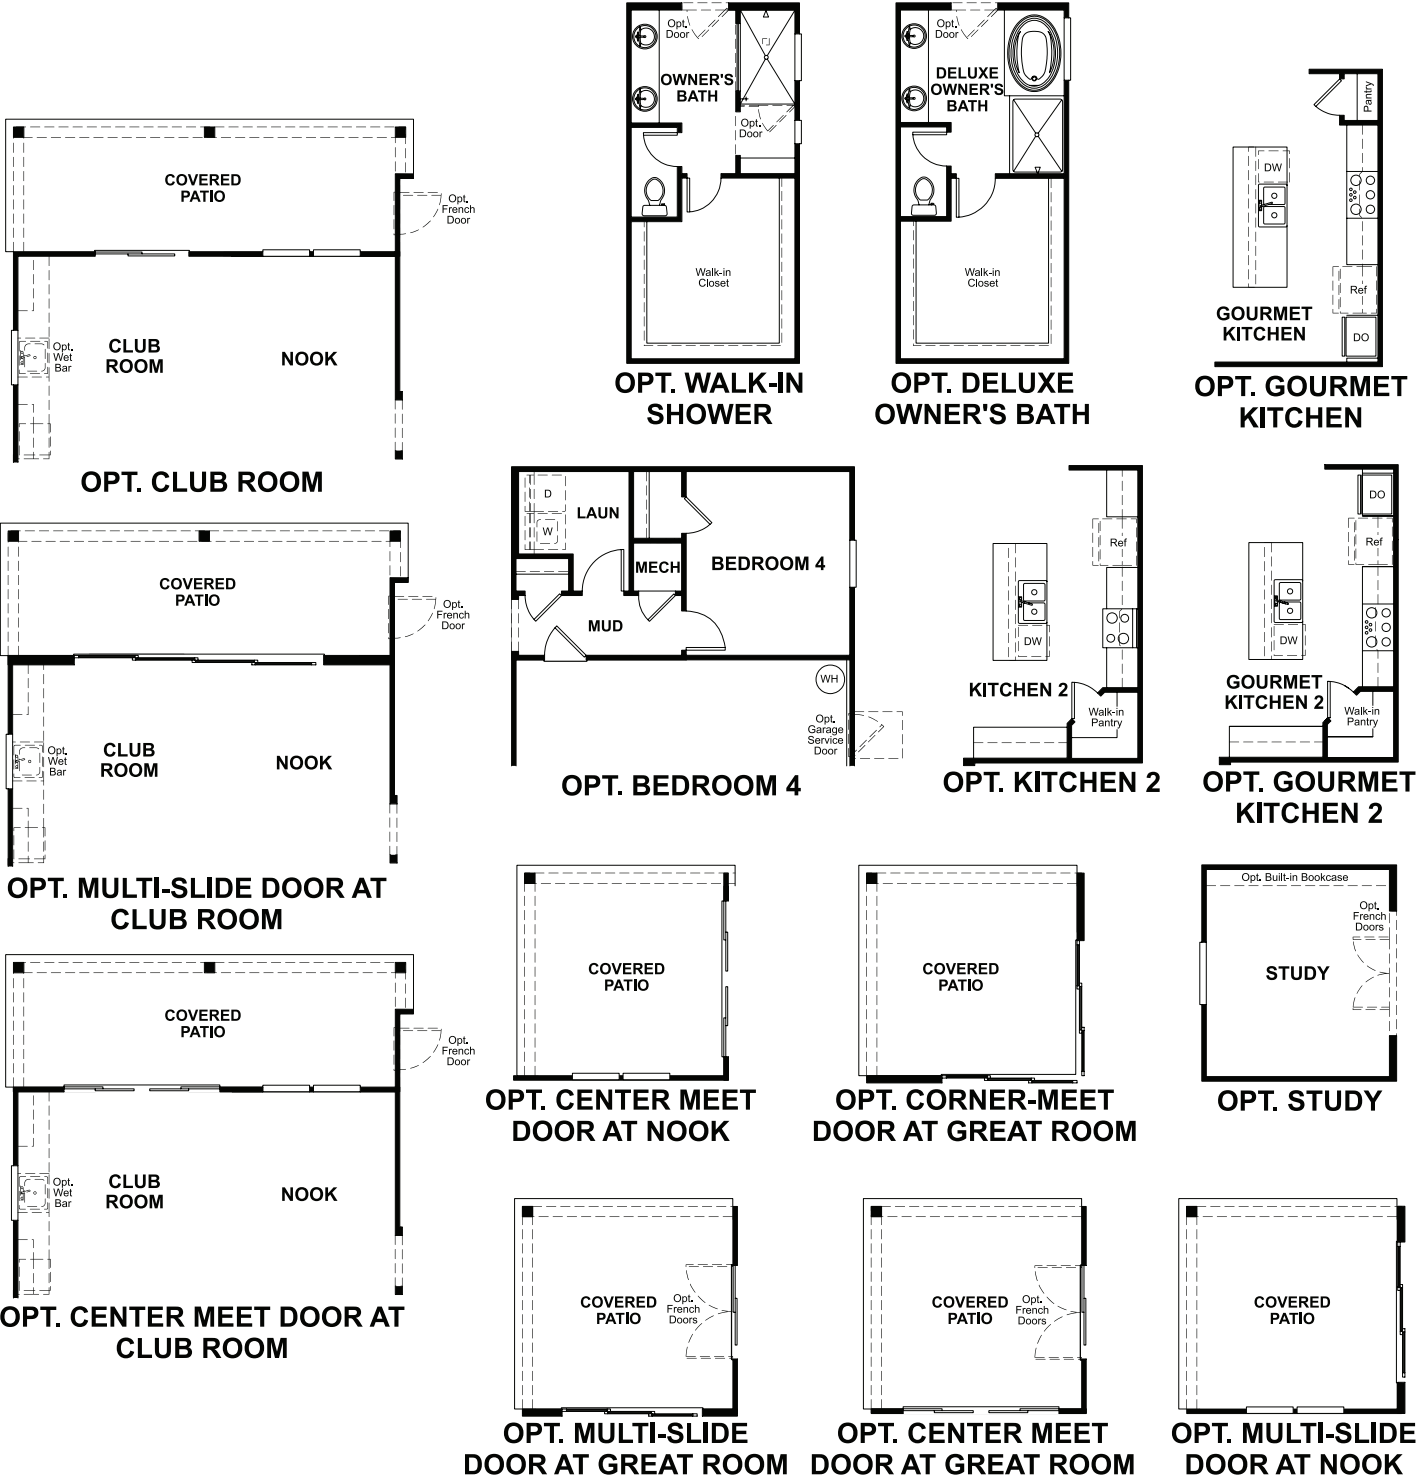 COVERED
PATIO
Opt.
French
Door
Opt.
Wet
Bar
CLUB
ROOM
NOOK
OPT. CLUB ROOM
Opt.
Door
OWNER'S
BATH
Opt.
Door
Walk-in
Closet
OPT. WALK-IN
SHOWER
Opt.
Door
DELUXE
OWNER'S
BATH
Walk-in
Closet
OPT. DELUXE
OWNER'S BATH
Pantry
DW
Ref
GOURMET
KITCHEN
DO
OPT. GOURMET
KITCHEN
COVERED
PATIO
Opt.
French
Door
Opt.
Wet
Bar
CLUB
ROOM
NOOK
OPT. MULTI-SLIDE DOOR AT
CLUB ROOM
D
W
LAUN
MECH
BEDROOM 4
MUD
WH
Opt.
Garage
Service
Door
OPT. BEDROOM 4
Ref
DW
KITCHEN 2
Walk-in
Pantry
OPT. KITCHEN 2
DO
Ref
DW
GOURMET
KITCHEN 2
Walk-in
Pantry
OPT. GOURMET
KITCHEN 2
COVERED
PATIO
Opt.
French
Door
Opt.
Wet
Bar
CLUB
ROOM
NOOK
OPT. CENTER MEET DOOR AT
CLUB ROOM
COVERED
PATIO
OPT. CENTER MEET
DOOR AT NOOK
COVERED
PATIO
OPT. CORNER-MEET
DOOR AT GREAT ROOM
Opt. Built-in Bookcase
Opt.
French
Doors
STUDY
OPT. STUDY
COVERED
PATIO
Opt.
French
Doors
OPT. MULTI-SLIDE
DOOR AT GREAT ROOM
COVERED
PATIO
Opt.
French
Doors
OPT. CENTER MEET
DOOR AT GREAT ROOM
COVERED
PATIO
OPT. MULTI-SLIDE
DOOR AT NOOK